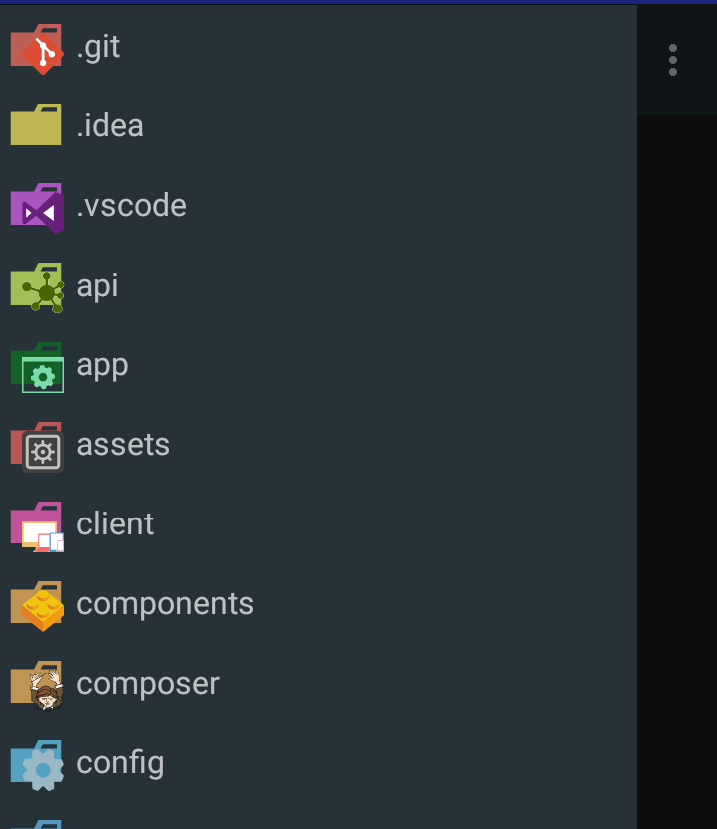 .git
.idea
.vscode
api
app
assets
client
components
composer
config